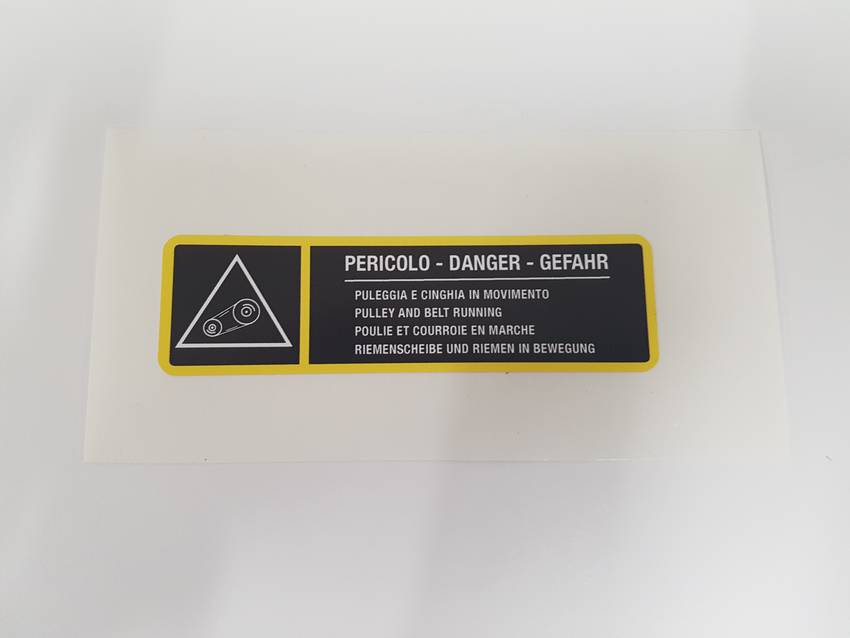 PERICOLO - DANGER - GEFAHR
PULEGGIA E CINGHIA IN MOVIMENTO
PULLEY AND BELT RUNNING
POULIE ET COURROIE EN MARCHE
RIEMENSCHEIBE UND RIEMEN IN BEWEGUNG